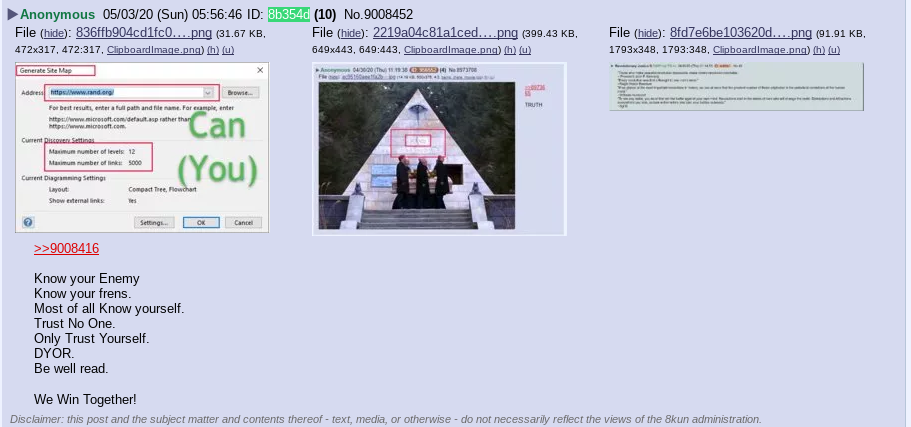 Anonymous 05/03/20 (Sun) 05:56:46 ID: 8b354d (10) No.9008452
File (hide): 836ffb904cd1fc0….png (31.67 KB, 472x317, 472:317, ClipboardImage.png) (h) (u)
Generate Site Map
Address: https://www.rand.org/ Browse...
For best results, enter a full path and file name. For example, enter
https://www.microsoft.com/default.asp rather than
https://www.microsoft.com.
Current Discovery Settings
Maximum number of levels: 12
Maximum number of links: 5000
Current Diagramming Settings
Layout: Compact Tree, Flowchart
Show external links: Yes
Settings... OK Cancel
Can
(You)
File (hide): 2219a04c81a1ced….png (399.43 KB, 649x443, 649:443, ClipboardImage.png) (h) (u)
Anonymous 04/30/20 (Thu) 11:19:38
TRUTH
File (hide): 8fd7e6be103620d….png (91.91 KB, 1793x348, 1793:348, ClipboardImage.png) (h) (u)
>>9008416
Know your Enemy
Know your frens.
Most of all Know yourself.
Trust No One.
Only Trust Yourself.
DYOR.
Be well read.
We Win Together!
Disclaimer: this post and the subject matter and contents thereof - text, media, or otherwise - do not necessarily reflect the views of the 8kun administration.